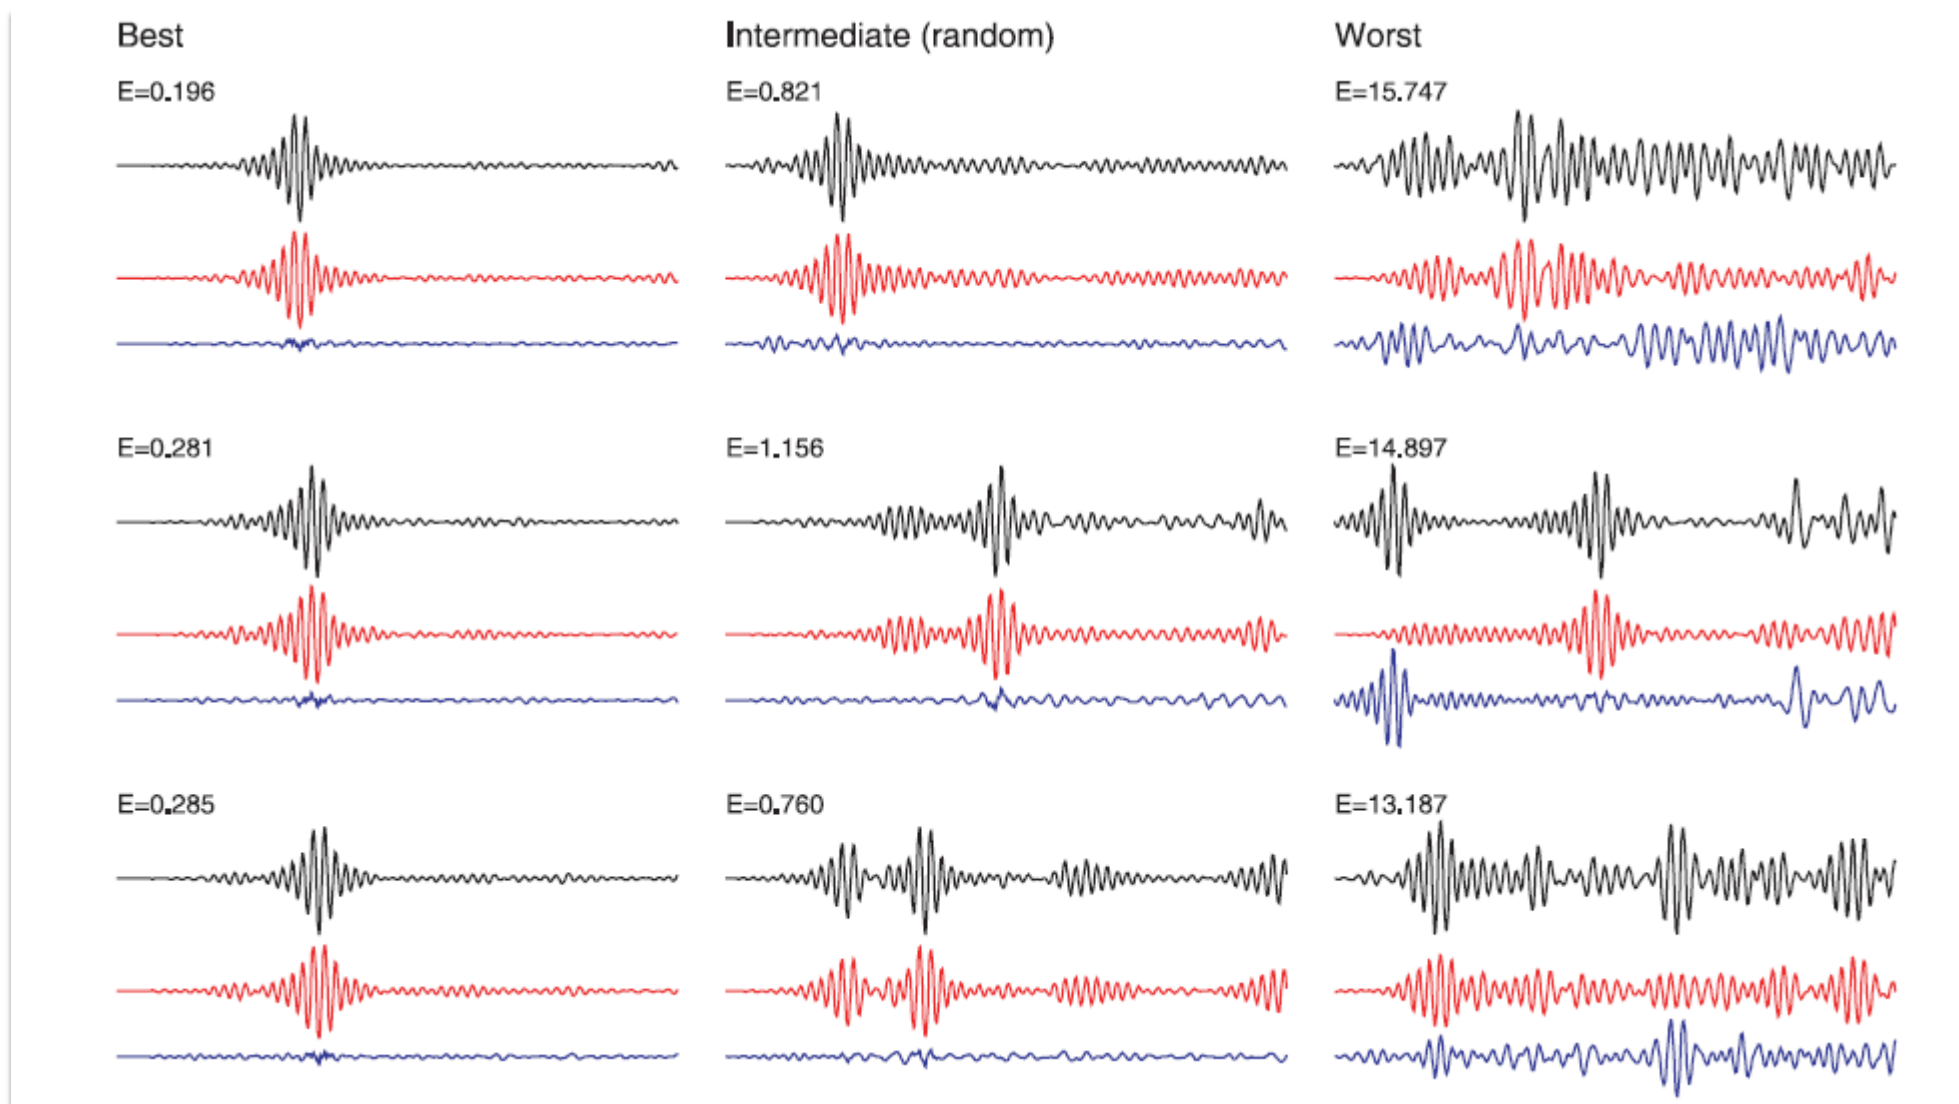 Best Intermediate (random) Worst
E=0.196 E=0.821 E=15.747
E=0.281 E=1.156 E=14.897
E=0.285 E=0.760 E=13.187